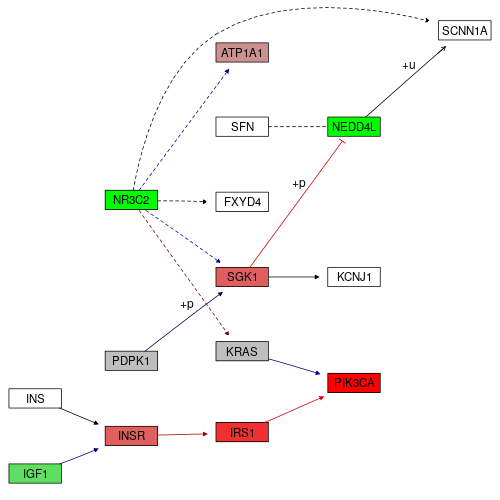 SCNN1A
ATP1A1
+u
SFN
NEDD4L
+p
NR3C2
FXYD4
SGK1
KCNJ1
+p
PDPK1
KRAS
PIK3CA
INS
INSR
IRS1
IGF1